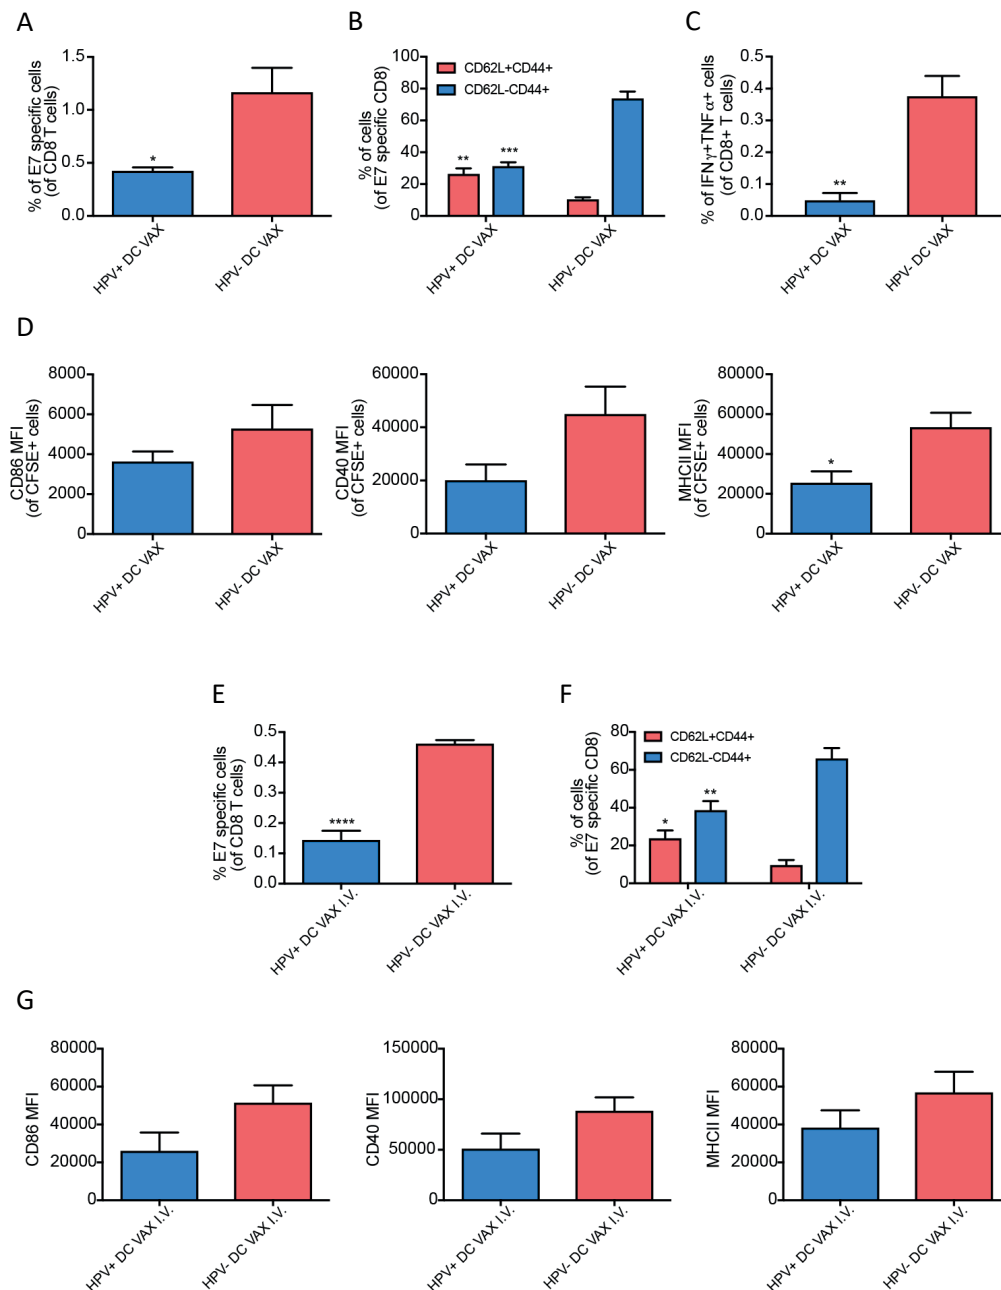 A
% of E7 specific cells
(of CD8 T cells)
1.5
1.0
0.5
0.0
*
HPV+ DC VAX
HPV- DC VAX
B
% of cells
(of E7 specific CD8)
100
80
60
40
20
0
CD62L+CD44+
CD62L-CD44+
**
***
HPV+ DC VAX
HPV- DC VAX
C
% of IFNγ+TNFα+ cells
(of CD8+ T cells)
0.5
0.4
0.3
0.2
0.1
0.0
**
HPV+ DC VAX
HPV- DC VAX
D
CD86 MFI
(of CFSE+ cells)
8000
6000
4000
2000
0
HPV+ DC VAX
HPV- DC VAX
CD40 MFI
(of CFSE+ cells)
60000
40000
20000
0
HPV+ DC VAX
HPV- DC VAX
MHCII MFI
(of CFSE+ cells)
80000
60000
40000
20000
0
*
HPV+ DC VAX
HPV- DC VAX
E
% E7 specific cells
(of CD8 T cells)
0.5
0.4
0.3
0.2
0.1
0.0
****
HPV+ DC VAX I.V.
HPV- DC VAX I.V.
F
% of cells
(of E7 specific CD8)
80
60
40
20
0
CD62L+CD44+
CD62L-CD44+
*
**
HPV+ DC VAX I.V.
HPV- DC VAX I.V.
G
CD86 MFI
80000
60000
40000
20000
0
HPV+ DC VAX I.V.
HPV- DC VAX I.V.
CD40 MFI
150000
100000
50000
0
HPV+ DC VAX I.V.
HPV- DC VAX I.V.
MHCII MFI
80000
60000
40000
20000
0
HPV+ DC VAX I.V.
HPV- DC VAX I.V.